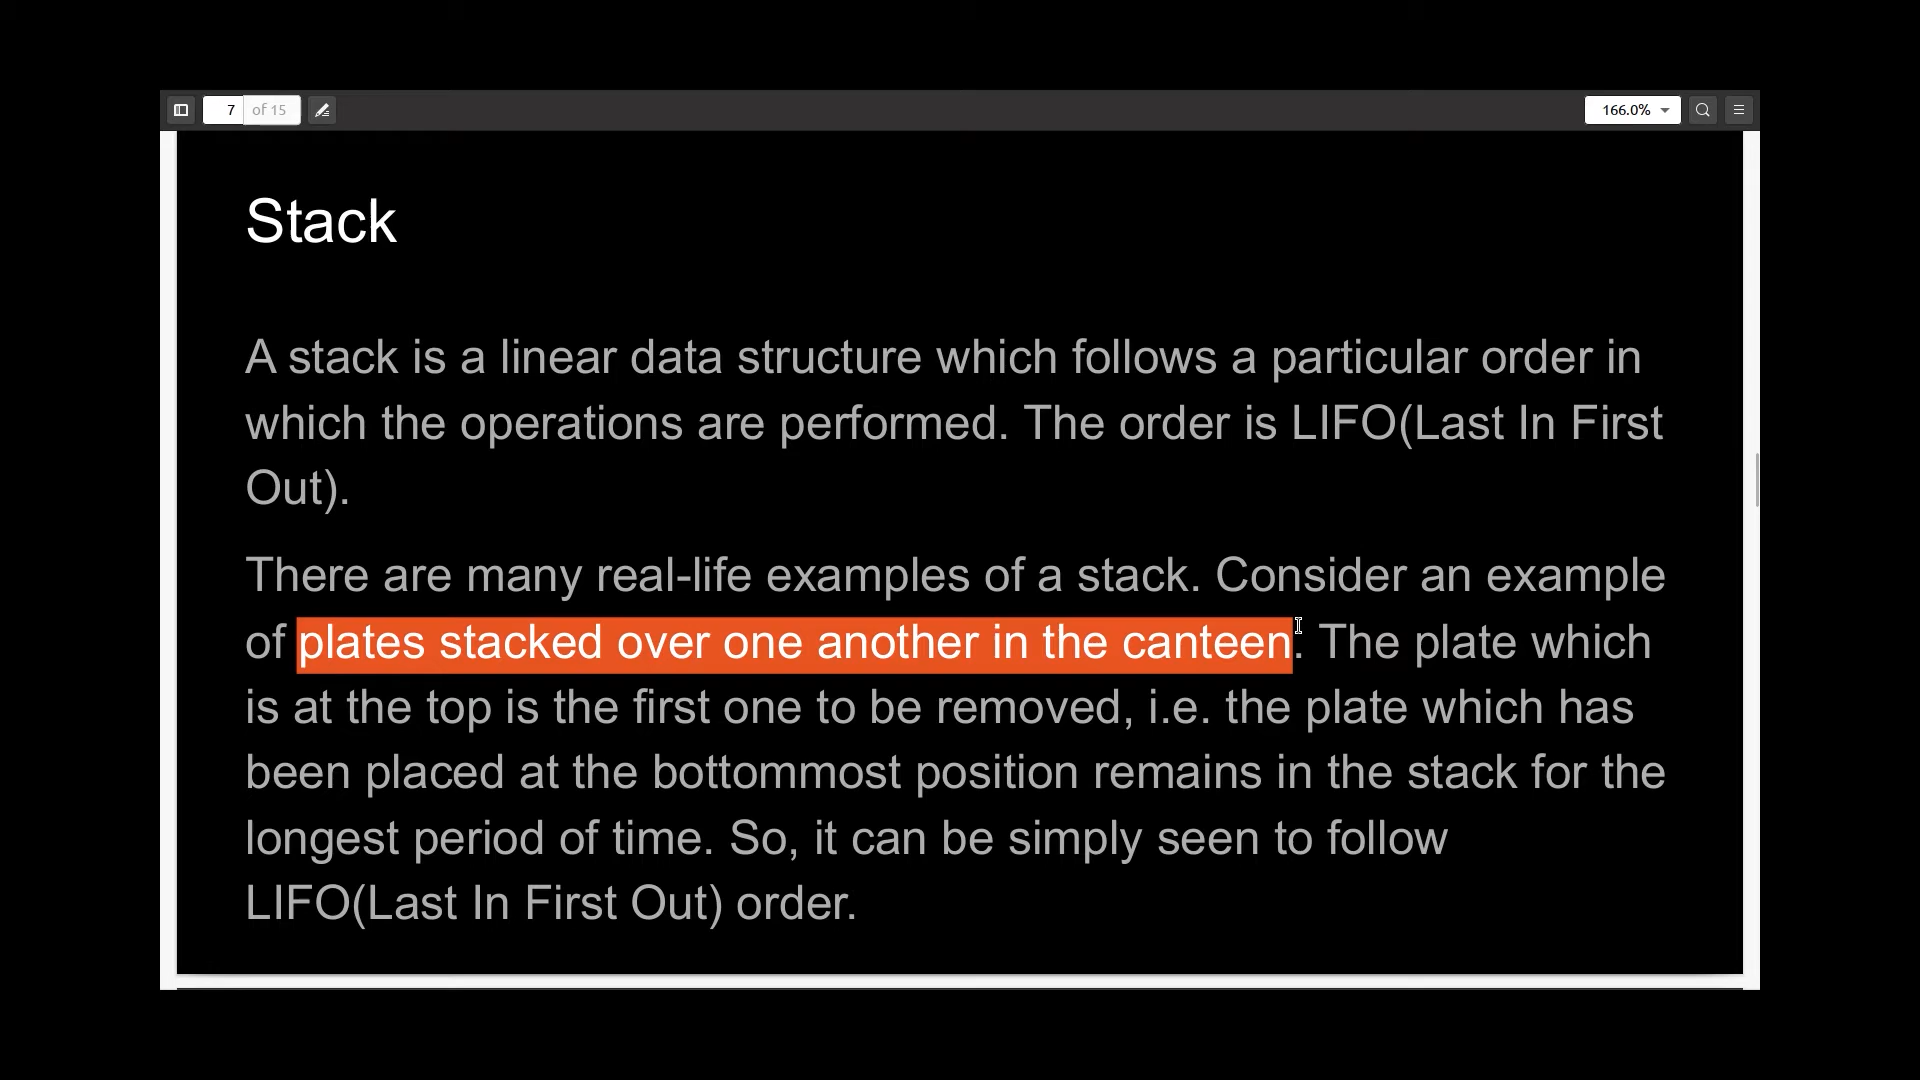 7 of 15 166.0%
Stack
A stack is a linear data structure which follows a particular order in
which the operations are performed. The order is LIFO(Last In First
Out).
There are many real-life examples of a stack. Consider an example
of plates stacked over one another in the canteen. The plate which
is at the top is the first one to be removed, i.e. the plate which has
been placed at the bottommost position remains in the stack for the
longest period of time. So, it can be simply seen to follow
LIFO(Last In First Out) order.